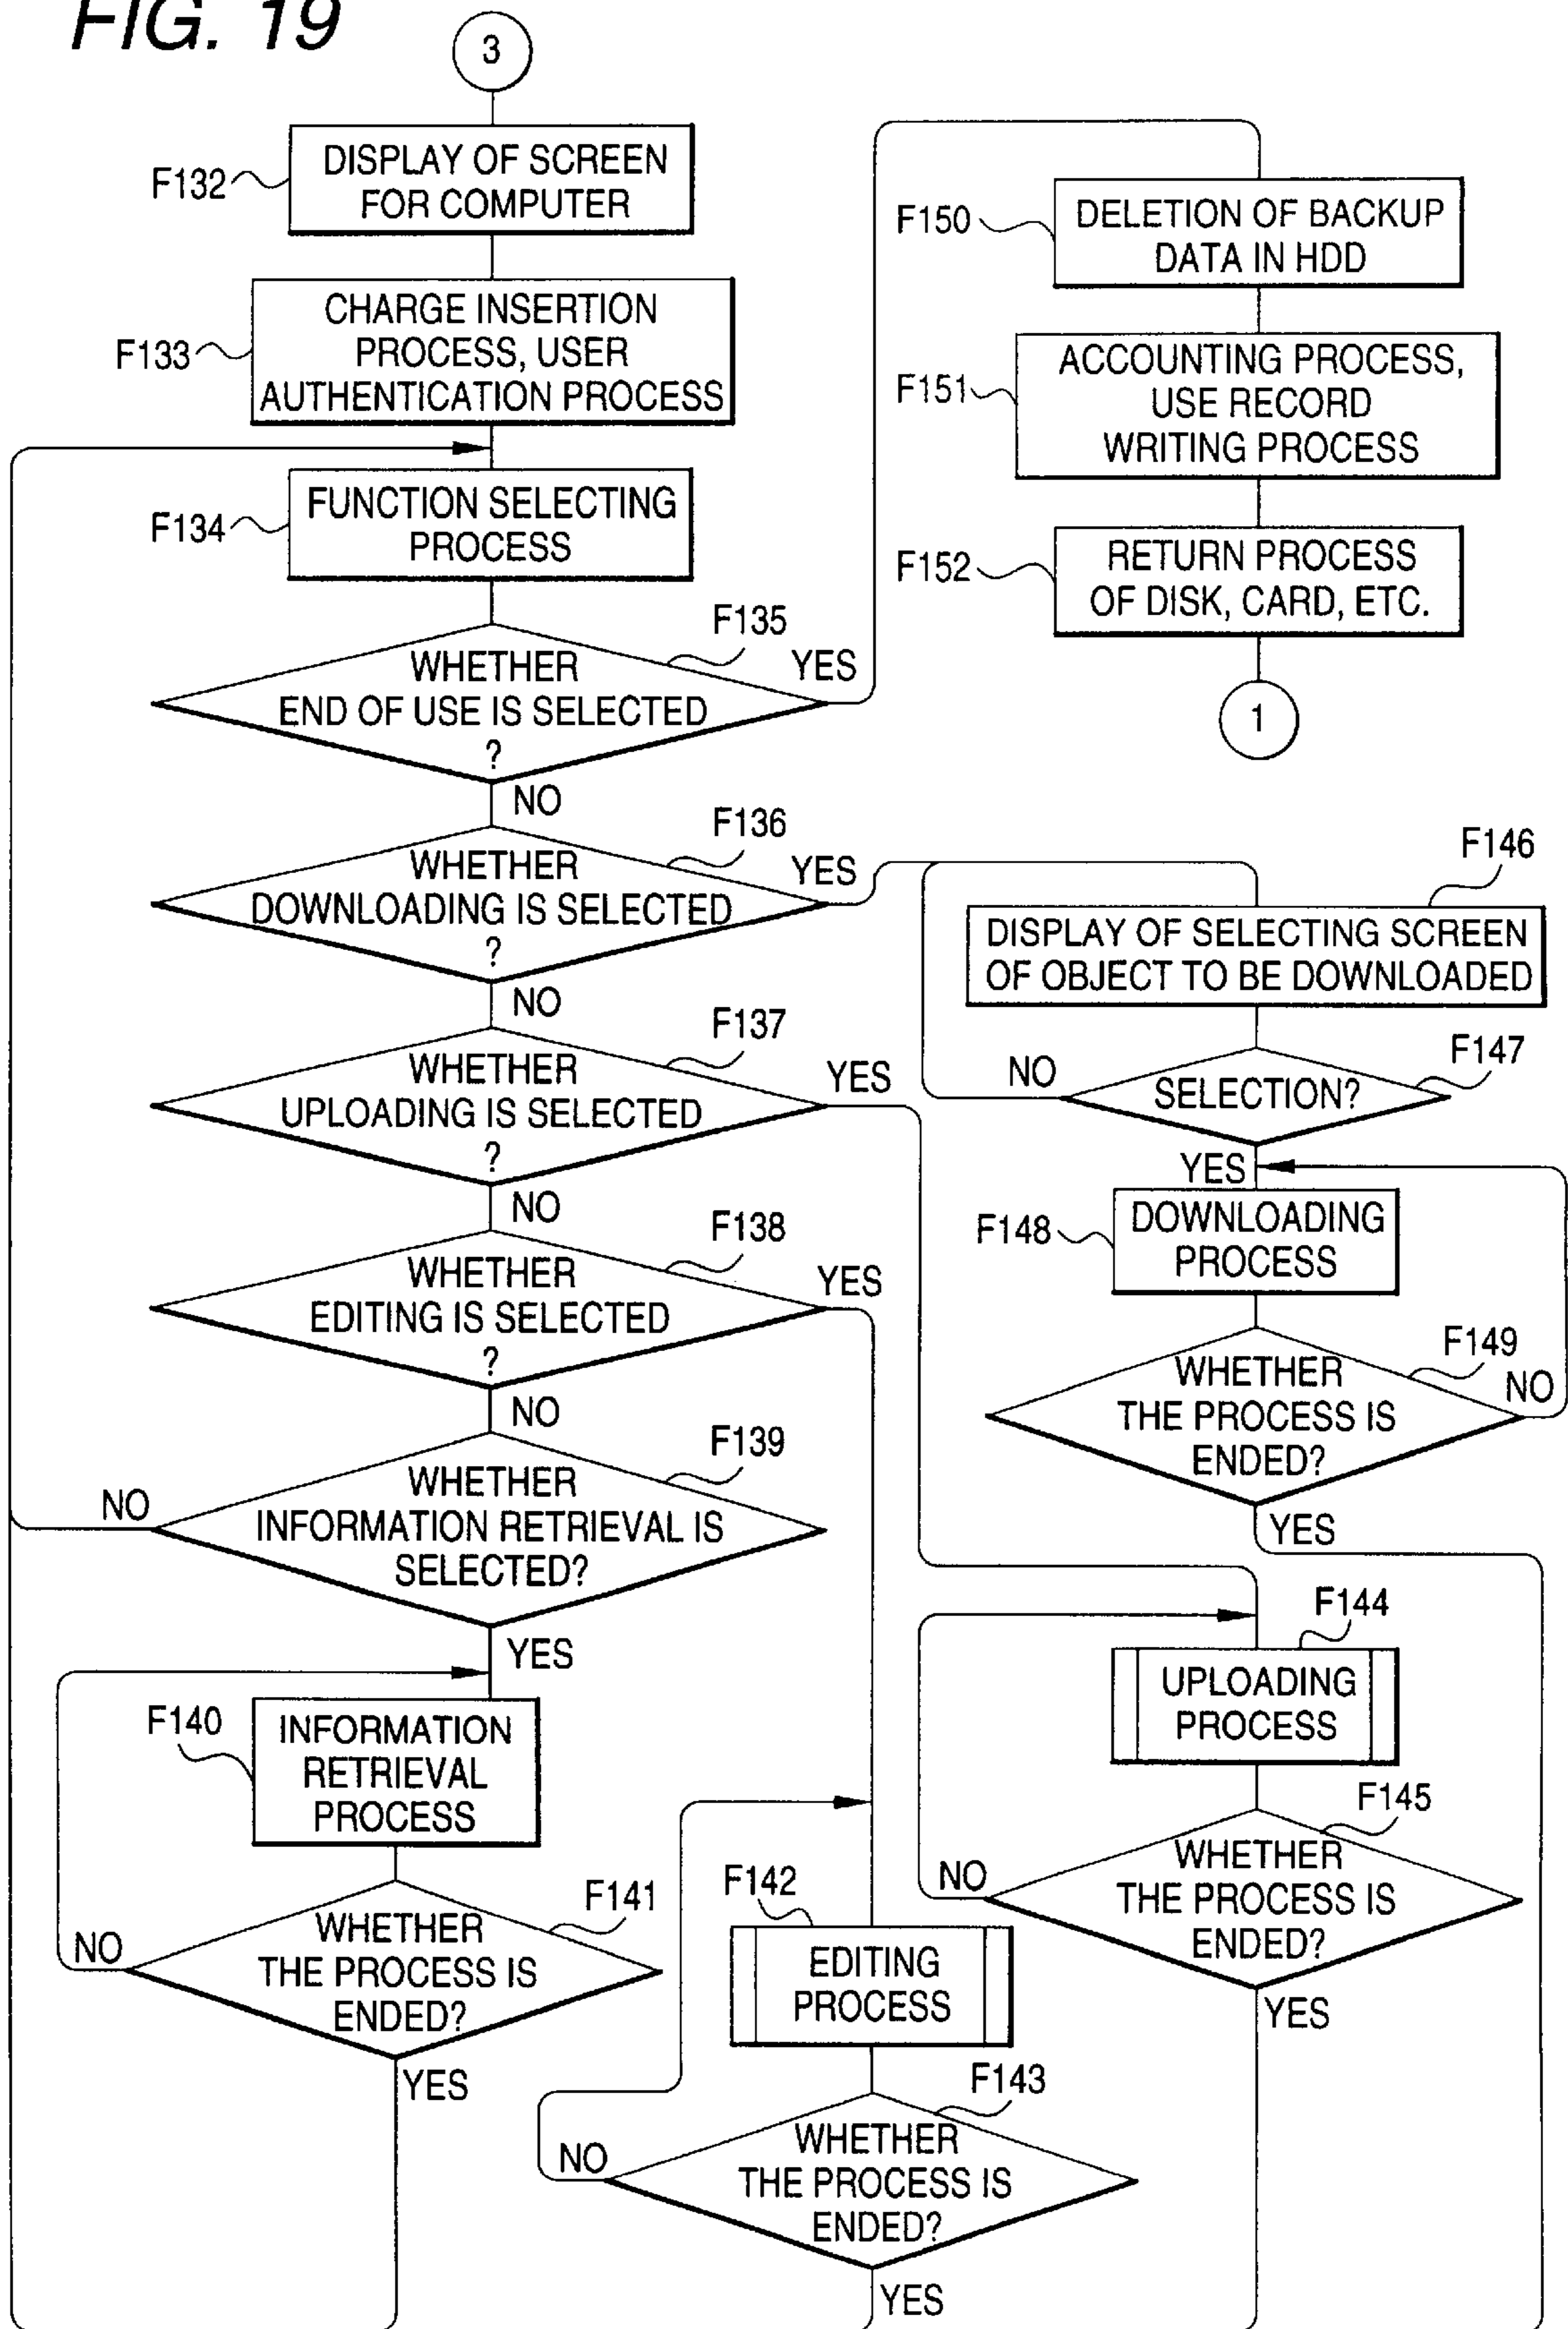 FIG. 19
3
F132
DISPLAY OF SCREEN
FOR COMPUTER
F133
CHARGE INSERTION
PROCESS, USER
AUTHENTICATION PROCESS
F134
FUNCTION SELECTING
PROCESS
F135
WHETHER
END OF USE IS SELECTED
?
YES
NO
F136
WHETHER
DOWNLOADING IS SELECTED
?
YES
NO
F137
WHETHER
UPLOADING IS SELECTED
?
YES
NO
F138
WHETHER
EDITING IS SELECTED
?
YES
NO
F139
WHETHER
INFORMATION RETRIEVAL IS
SELECTED?
NO
YES
F140
INFORMATION
RETRIEVAL
PROCESS
F141
WHETHER
THE PROCESS IS
ENDED?
NO
YES
F142
EDITING
PROCESS
F143
WHETHER
THE PROCESS IS
ENDED?
NO
YES
F150
DELETION OF BACKUP
DATA IN HDD
F151
ACCOUNTING PROCESS,
USE RECORD
WRITING PROCESS
F152
RETURN PROCESS
OF DISK, CARD, ETC.
1
F146
DISPLAY OF SELECTING SCREEN
OF OBJECT TO BE DOWNLOADED
F147
SELECTION?
NO
YES
F148
DOWNLOADING
PROCESS
F149
WHETHER
THE PROCESS IS
ENDED?
NO
YES
F144
UPLOADING
PROCESS
F145
WHETHER
THE PROCESS IS
ENDED?
NO
YES